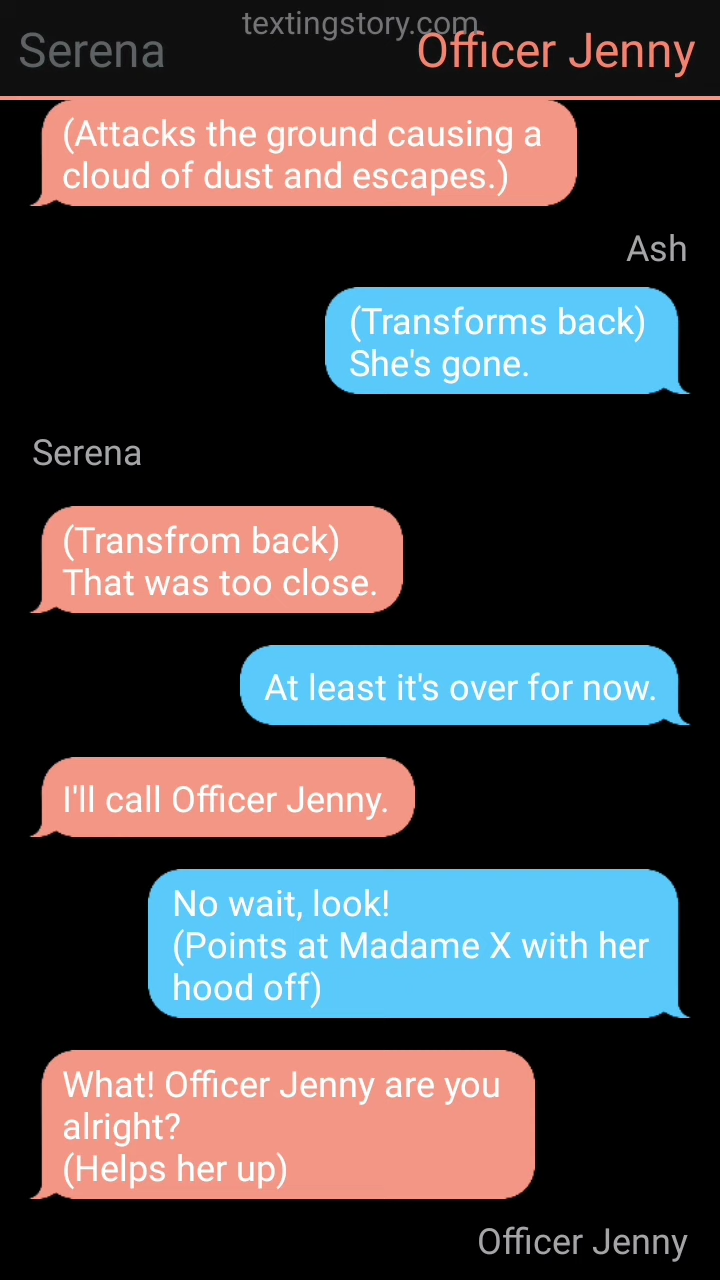 textingstory.com
Serena
Officer Jenny
(Attacks the ground causing a
cloud of dust and escapes.)
Ash
(Transforms back)
She's gone.
Serena
(Transfrom back)
That was too close.
At least it's over for now.
I'll call Officer Jenny.
No wait, look!
(Points at Madame X with her
hood off)
What! Officer Jenny are you
alright?
(Helps her up)
Officer Jenny